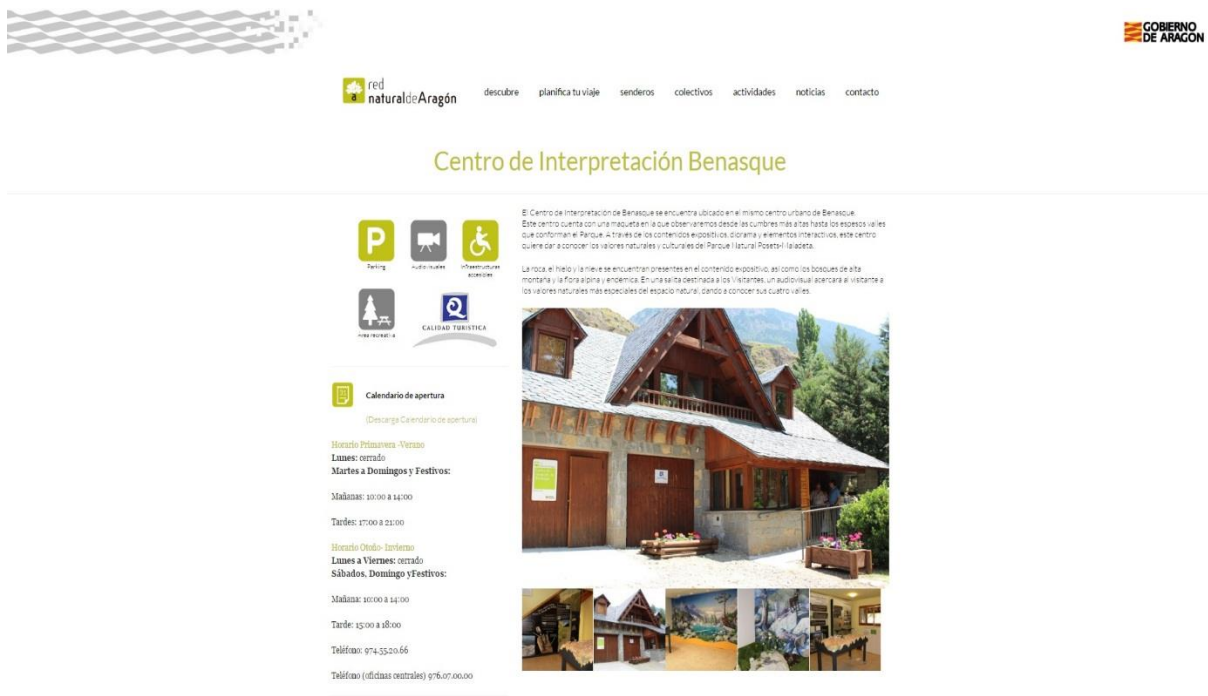 GOBIERNO
DE ARAGON
red
naturaldeAragón
descubre planifica tu viaje senderos colectivos actividades noticias contacto
Centro de Interpretación Benasque
Parking Audiovisuales Infraestructuras
accesibles
Area recreativa
CALIDAD TURISTICA
Calendario de apertura
(Descarga Calendario de apertura)
Horario Primavera -Verano
Lunes: cerrado
Martes a Domingos y Festivos:
Mañanas: 10:00 a 14:00
Tardes: 17:00 a 21:00
Horario Otoño- Invierno
Lunes a Viernes: cerrado
Sábados, Domingo yFestivos:
Mañana: 10:00 a 14:00
Tarde: 15:00 a 18:00
Teléfono: 974.55.20.66
Teléfono (oficinas centrales) 976.07.00.00
El Centro de Interpretación de Benasque se encuentra ubicado en el mismo centro urbano de Benasque.
Este centro cuenta con una maqueta en la que observaremos desde las cumbres más altas hasta los espesos valles
que conforman el Parque. A través de los contenidos expositivos, diorama y elementos interactivos, este centro
quiere dar a conocer los valores naturales y culturales del Parque Natural Posets-Maladeta.
La roca, el hielo y la nieve se encuentran presentes en el contenido expositivo, así como los bosques de alta
montaña y la flora alpina y endémica. En una salita destinada a los Visitantes, un audiovisual acercará al visitante a
los valores naturales más especiales del espacio natural, dando a conocer sus cuatro valles.